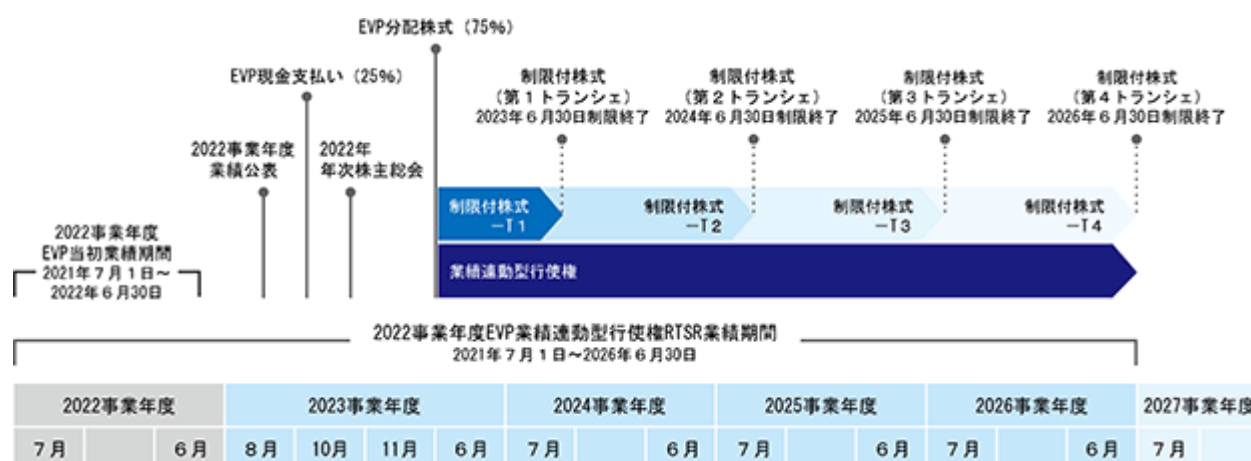 EVP分配株式（75%）
EVP現金支払い（25%）
制限付株式
（第１トランシェ）
2023年６月30日制限終了
制限付株式
（第２トランシェ）
2024年６月30日制限終了
制限付株式
（第３トランシェ）
2025年６月30日制限終了
制限付株式
（第４トランシェ）
2026年６月30日制限終了
2022事業年度
業績公表
2022年
年次株主総会
制限付株式
－T１
制限付株式
－T２
制限付株式
－T３
制限付株式
－T４
2022事業年度
EVP当初業績期間
2021年７月１日～
2022年６月30日
業績連動型行使権
2022事業年度EVP業績連動型行使権RTSR業績期間
2021年７月１日～2026年６月30日
2022事業年度 2023事業年度 2024事業年度 2025事業年度 2026事業年度 2027事業年度
７月 ６月 ８月 10月 11月 ６月 ７月 ６月 ７月 ６月 ７月 ６月 ７月